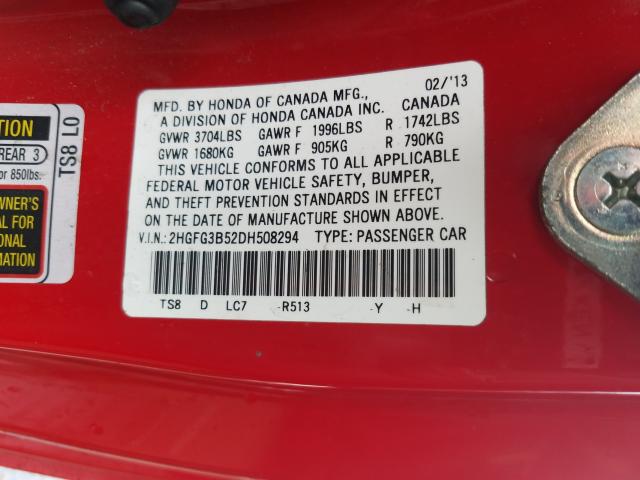 02/'13
MFD. BY HONDA OF CANADA MFG.,
A DIVISION OF HONDA CANADA INC. CANADA
GVWR 3704LBS GAWR F 1996LBS R 1742LBS
GVWR 1680KG GAWR F 905KG R 790KG
THIS VEHICLE CONFORMS TO ALL APPLICABLE
FEDERAL MOTOR VEHICLE SAFETY, BUMPER,
AND THEFT PREVENTION STANDARDS IN EFFECT
ON THE DATE OF MANUFACTURE SHOWN ABOVE.
V.I.N.: 2HGFG3B52DH508294 TYPE: PASSENGER CAR
TS8 D LC7 -R513 -Y -H
TION
REAR 3
or 850lbs.
OWNER'S
AL FOR
ONAL
RMATION
TS8 L0